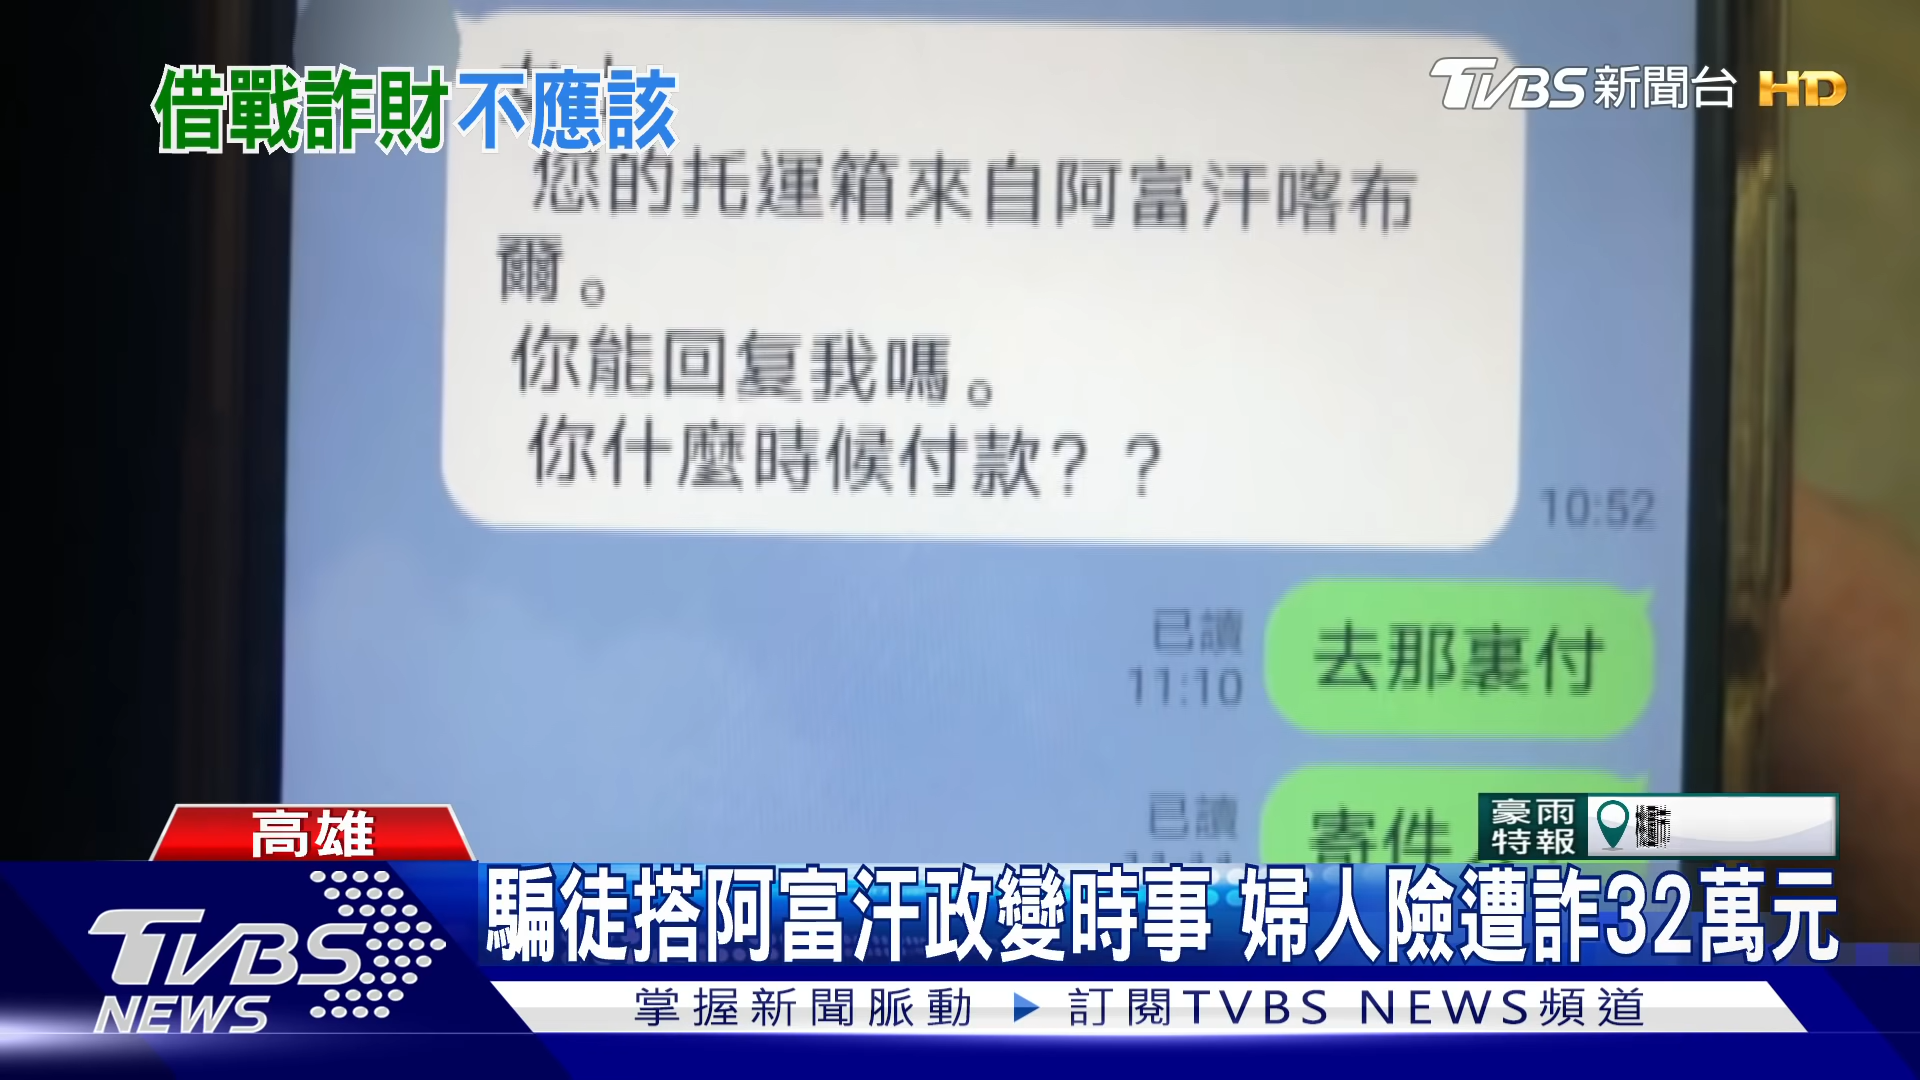 借戰詐財 不應該
TVBS新聞台 HD
您的托運箱來自阿富汗喀布
爾。
你能回复我嗎。
你什麼時候付款？？
10:52
已讀
11:10
去那裏付
已讀
寄件
高雄
豪雨
特報
騙徒搭阿富汗政變時事 婦人險遭詐32萬元
TVBS
NEWS
掌握新聞脈動 ▶ 訂閱TVBS NEWS頻道